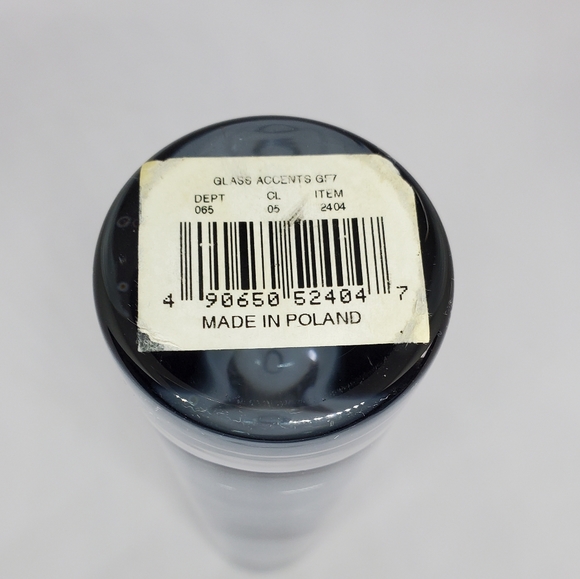 GLASS ACCENTS GF7
DEPT CL ITEM
065 05 2404
4 90650 52404 7
MADE IN POLAND